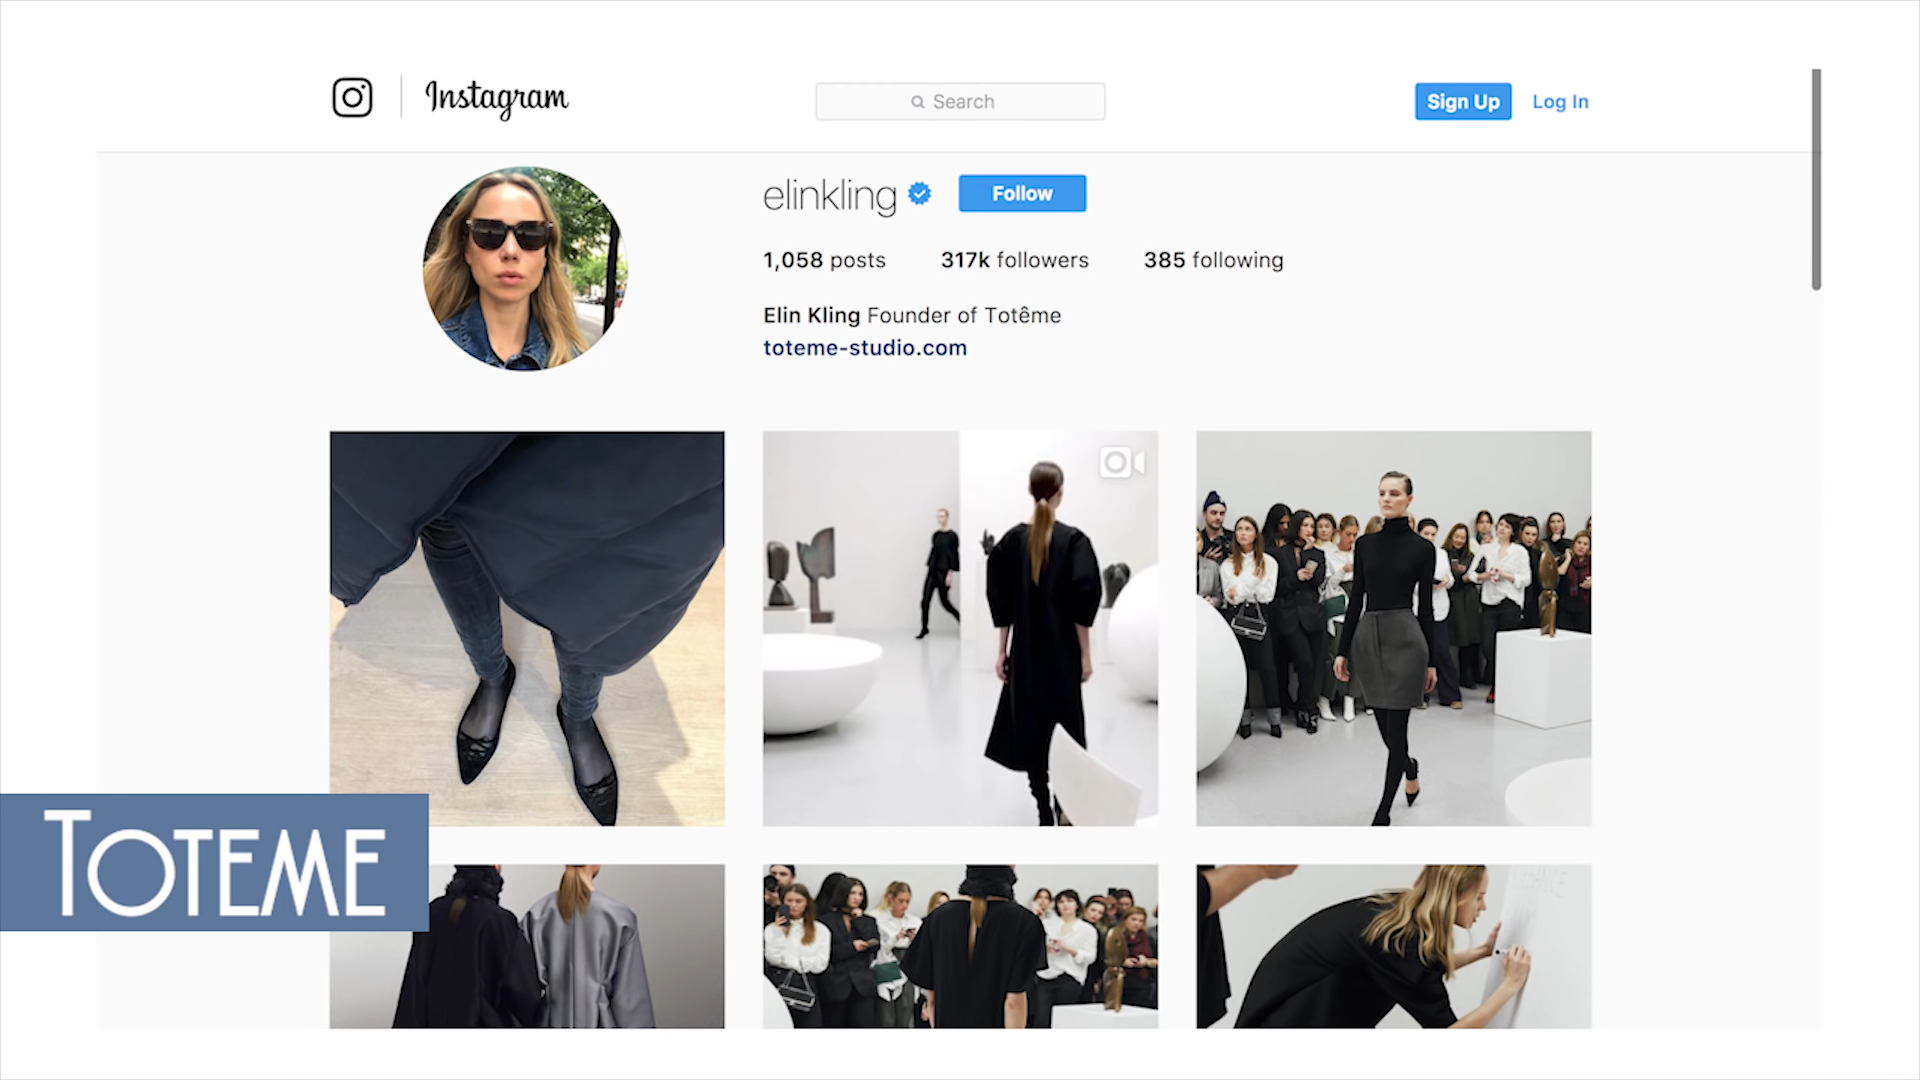 Instagram
Search
Sign Up
Log In
elinkling
Follow
1,058 posts
317k followers
385 following
Elin Kling Founder of Totême
toteme-studio.com
TOTEME